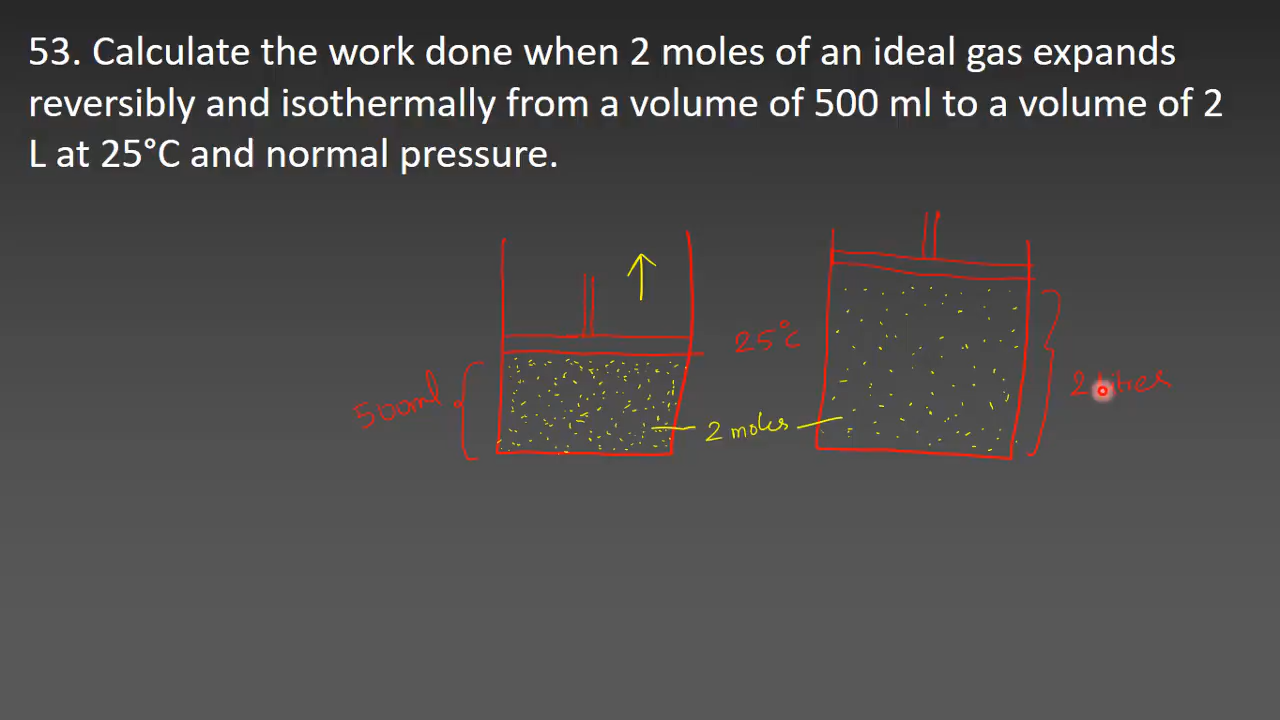 53. Calculate the work done when 2 moles of an ideal gas expands
reversibly and isothermally from a volume of 500 ml to a volume of 2
L at 25°C and normal pressure.
25°C
500ml
2 litres
2 moles